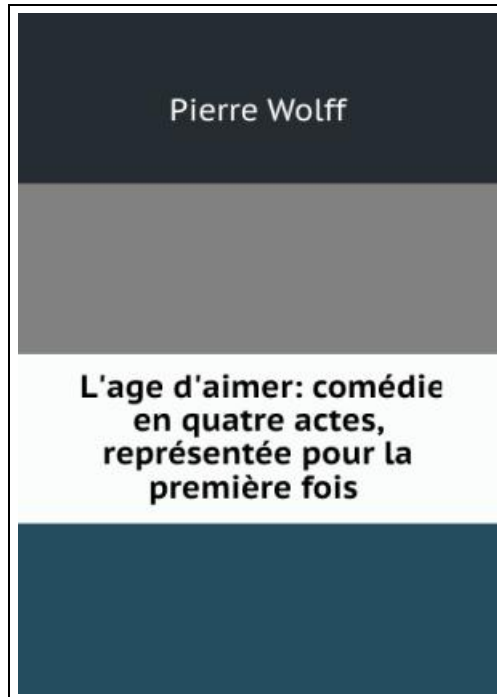 Pierre Wolff
L'age d'aimer: comédie
en quatre actes,
représentée pour la
première fois